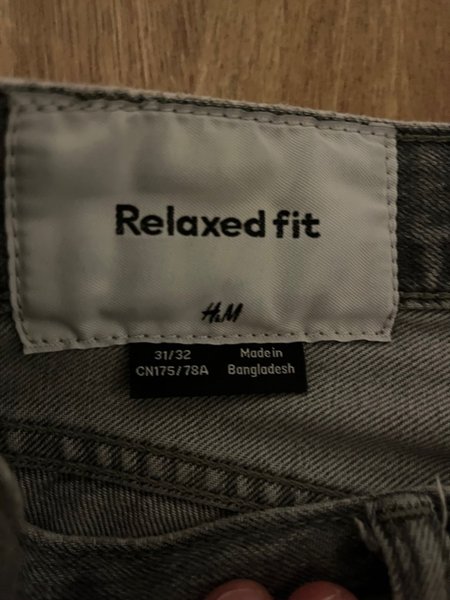 Relaxed fit
H&M
31/32
CN175/78A
Made in
Bangladesh